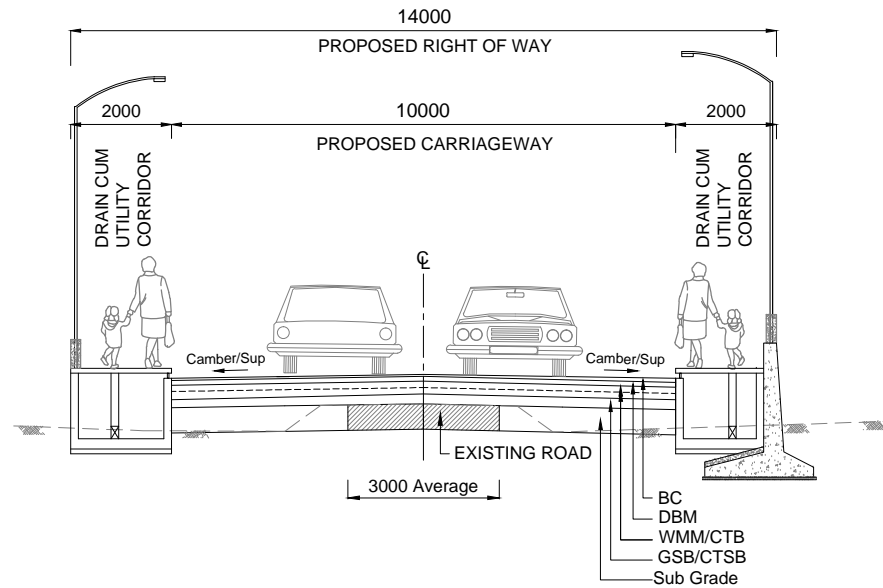 14000
PROPOSED RIGHT OF WAY
2000
10000
2000
PROPOSED CARRIAGEWAY
DRAIN CUM
UTILITY
CORRIDOR
DRAIN CUM
UTILITY
CORRIDOR
℄
Camber/Sup
Camber/Sup
EXISTING ROAD
3000 Average
BC
DBM
WMM/CTB
GSB/CTSB
Sub Grade